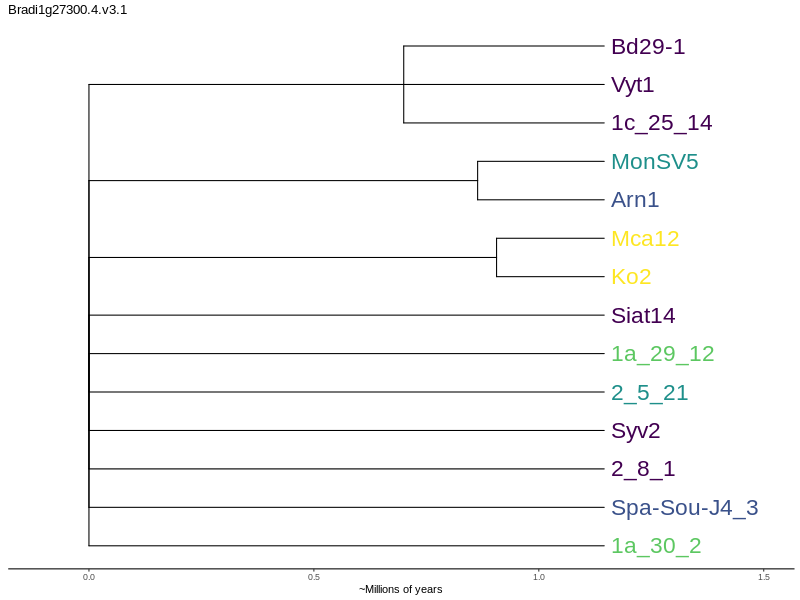 Bradi1g27300.4.v3.1
Bd29-1
Vyt1
1c_25_14
MonSV5
Arn1
Mca12
Ko2
Siat14
1a_29_12
2_5_21
Syv2
2_8_1
Spa-Sou-J4_3
1a_30_2
0.0 0.5 1.0 1.5
~Millions of years